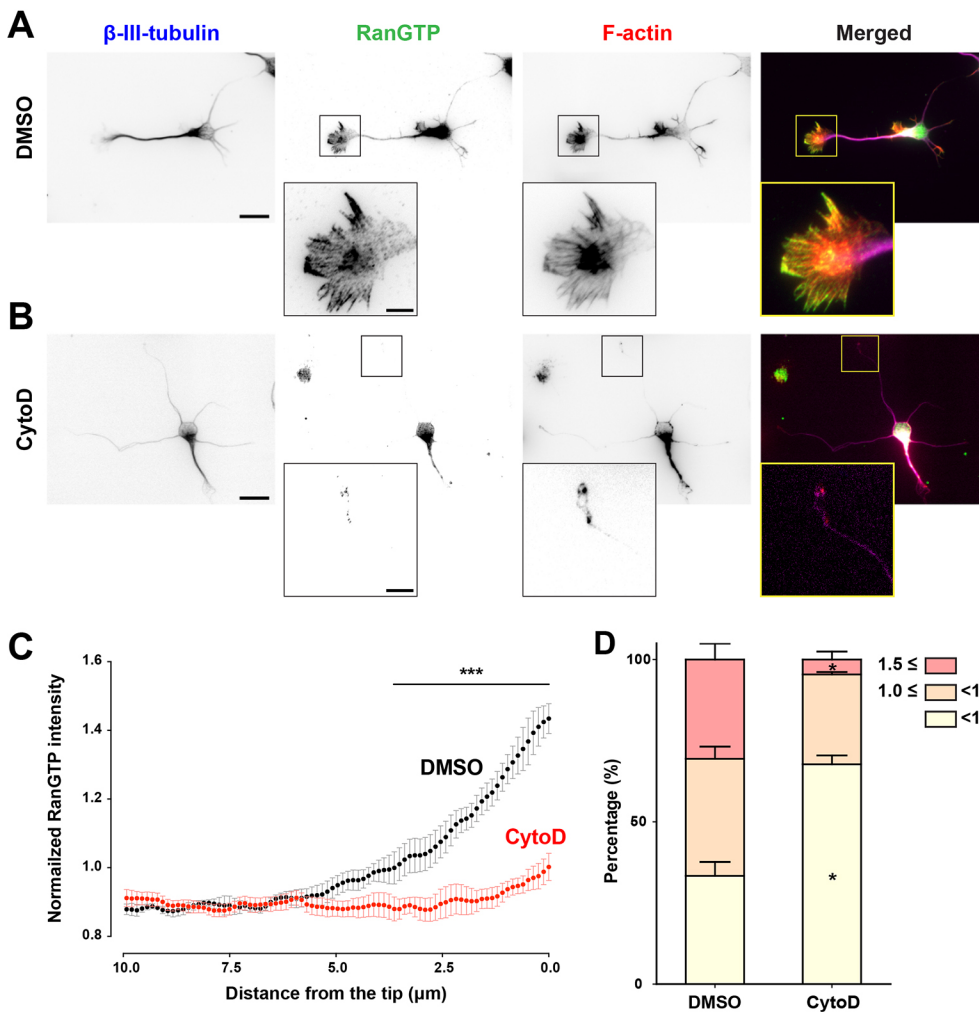 A
β-III-tubulin RanGTP F-actin Merged
DMSO
B
CytoD
C
1.6
1.4
1.2
1.0
0.8
Normailzed RanGTP intensity
***
DMSO
CytoD
10.0 7.5 5.0 2.5 0.0
Distance from the tip (μm)
D
100
50
0
Percentage (%)
*
*
DMSO CytoD
1.5 ≤
1.0 ≤ <1
<1